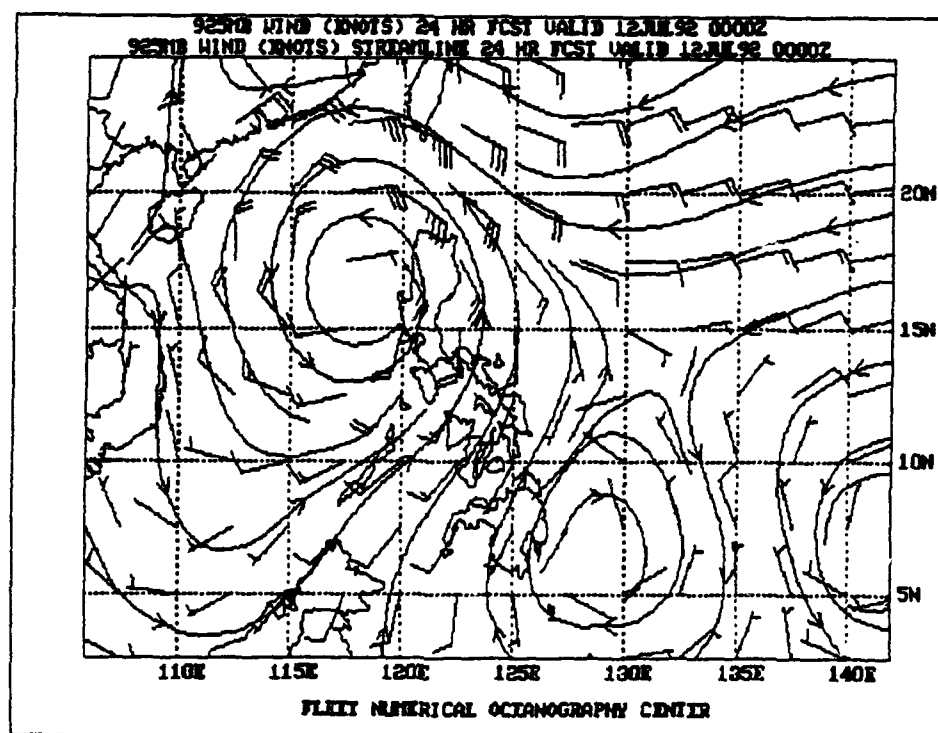 925MB WIND (KNOTS) 24 HR FCST VALID 12JUL92 0000Z
925MB WIND (KNOTS) STREAMLINE 24 HR FCST VALID 12JUL92 0000Z
20N
15N
10N
5N
110E 115E 120E 125E 130E 135E 140E
FLEET NUMERICAL OCEANOGRAPHY CENTER